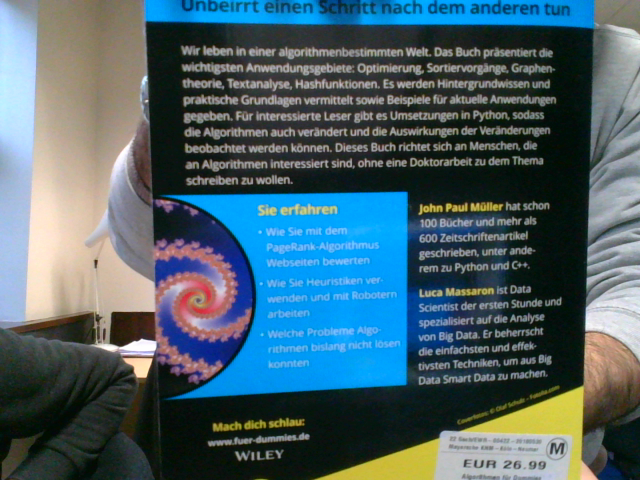 Unbeirrt einen Schritt nach dem anderen tun
Wir leben in einer algorithmenbestimmten Welt. Das Buch präsentiert die
wichtigsten Anwendungsgebiete: Optimierung, Sortiervorgänge, Graphen-
theorie, Textanalyse, Hashfunktionen. Es werden Hintergrundwissen und
praktische Grundlagen vermittelt sowie Beispiele für aktuelle Anwendungen
gegeben. Für interessierte Leser gibt es Umsetzungen in Python, sodass
die Algorithmen auch verändert und die Auswirkungen der Veränderungen
beobachtet werden können. Dieses Buch richtet sich an Menschen, die
an Algorithmen interessiert sind, ohne eine Doktorarbeit zu dem Thema
schreiben zu wollen.
Sie erfahren
• Wie Sie mit dem
PageRank-Algorithmus
Webseiten bewerten
• Wie Sie Heuristiken ver-
wenden und mit Robotern
arbeiten
• Welche Probleme Algo-
rithmen bislang nicht lösen
konnten
John Paul Müller hat schon
100 Bücher und mehr als
600 Zeitschriftenartikel
geschrieben, unter ande-
rem zu Python und C++.
Luca Massaron ist Data
Scientist der ersten Stunde und
spezialisiert auf die Analyse
von Big Data. Er beherrscht
die einfachsten und effek-
tivsten Techniken, um aus Big
Data Smart Data zu machen.
Mach dich schlau:
www.fuer-dummies.de
WILEY
Coverfotos: © Olaf Schulz – Fotolia.com
M
EUR 26.99
Algorithmen für Dummies